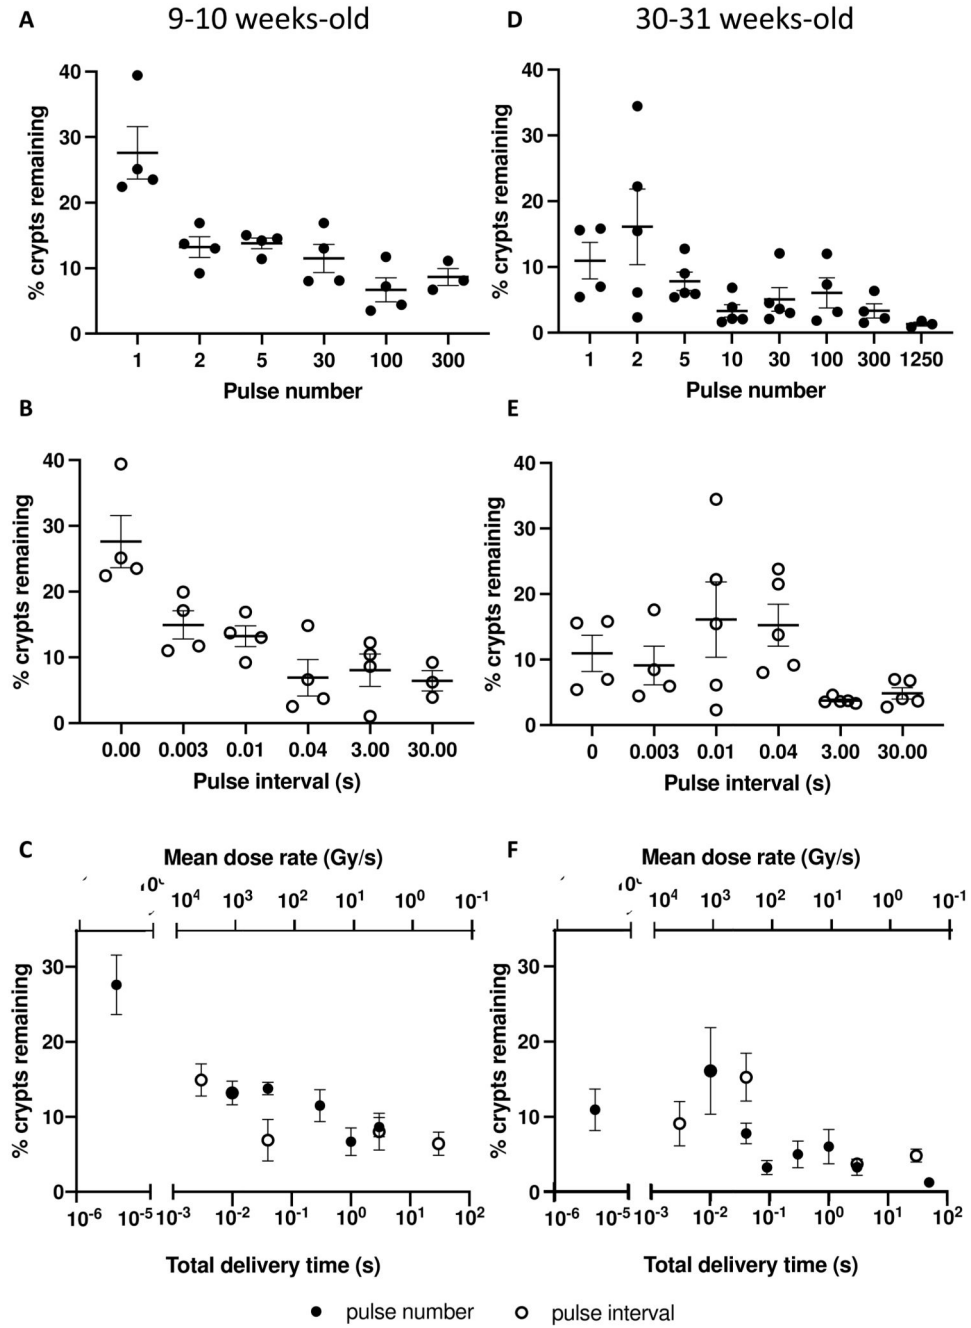 A 9-10 weeks-old
% crypts remaining
40
30
20
10
0
1 2 5 30 100 300
Pulse number
B
% crypts remaining
40
30
20
10
0
0.00 0.003 0.01 0.04 3.00 30.00
Pulse interval (s)
C
Mean dose rate (Gy/s)
10⁴ 10³ 10² 10¹ 10⁰ 10⁻¹
% crypts remaining
30
20
10
0
10⁻⁶ 10⁻⁵ 10⁻³ 10⁻² 10⁻¹ 10⁰ 10¹ 10²
Total delivery time (s)
D 30-31 weeks-old
% crypts remaining
40
30
20
10
0
1 2 5 10 30 100 300 1250
Pulse number
E
% crypts remaining
40
30
20
10
0
0 0.003 0.01 0.04 3.00 30.00
Pulse interval (s)
F
Mean dose rate (Gy/s)
10⁴ 10³ 10² 10¹ 10⁰ 10⁻¹
% crypts remaining
30
20
10
0
10⁻⁶ 10⁻⁵ 10⁻³ 10⁻² 10⁻¹ 10⁰ 10¹ 10²
Total delivery time (s)
pulse number pulse interval